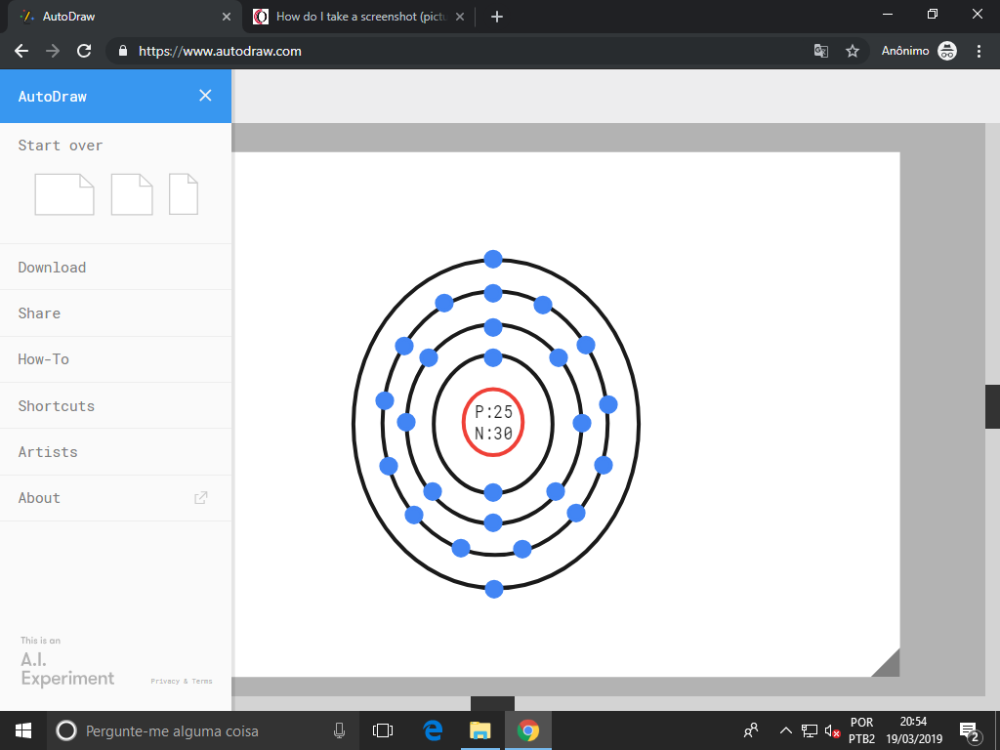 AutoDraw
How do I take a screenshot (pictu
https://www.autodraw.com
Anônimo
AutoDraw
Start over
Download
Share
How-To
Shortcuts
Artists
About
P:25
N:30
This is an
A.I.
Experiment
Privacy & Terms
Pergunte-me alguma coisa
POR
PTB2
20:54
19/03/2019
2